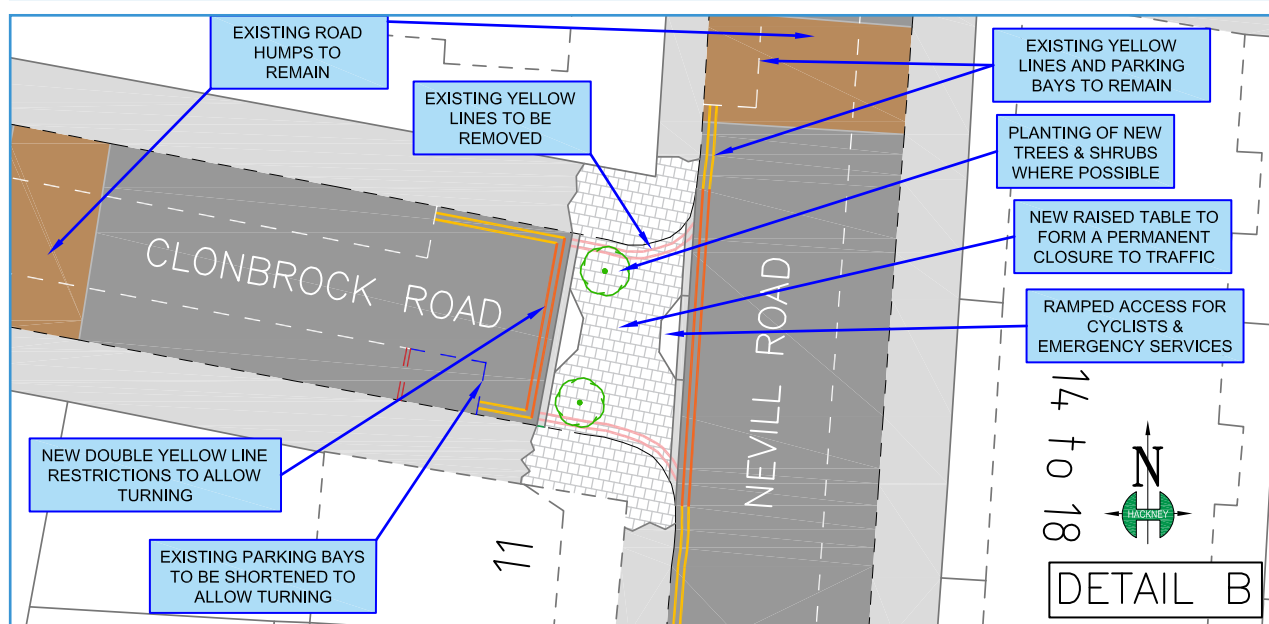 EXISTING ROAD
HUMPS TO
REMAIN
EXISTING YELLOW
LINES TO BE
REMOVED
EXISTING YELLOW
LINES AND PARKING
BAYS TO REMAIN
PLANTING OF NEW
TREES & SHRUBS
WHERE POSSIBLE
NEW RAISED TABLE TO
FORM A PERMANENT
CLOSURE TO TRAFFIC
RAMPED ACCESS FOR
CYCLISTS &
EMERGENCY SERVICES
CLONBROCK ROAD
NEVILL ROAD
NEW DOUBLE YELLOW LINE
RESTRICTIONS TO ALLOW
TURNING
EXISTING PARKING BAYS
TO BE SHORTENED TO
ALLOW TURNING
11
14 to 18
N
HACKNEY
DETAIL B